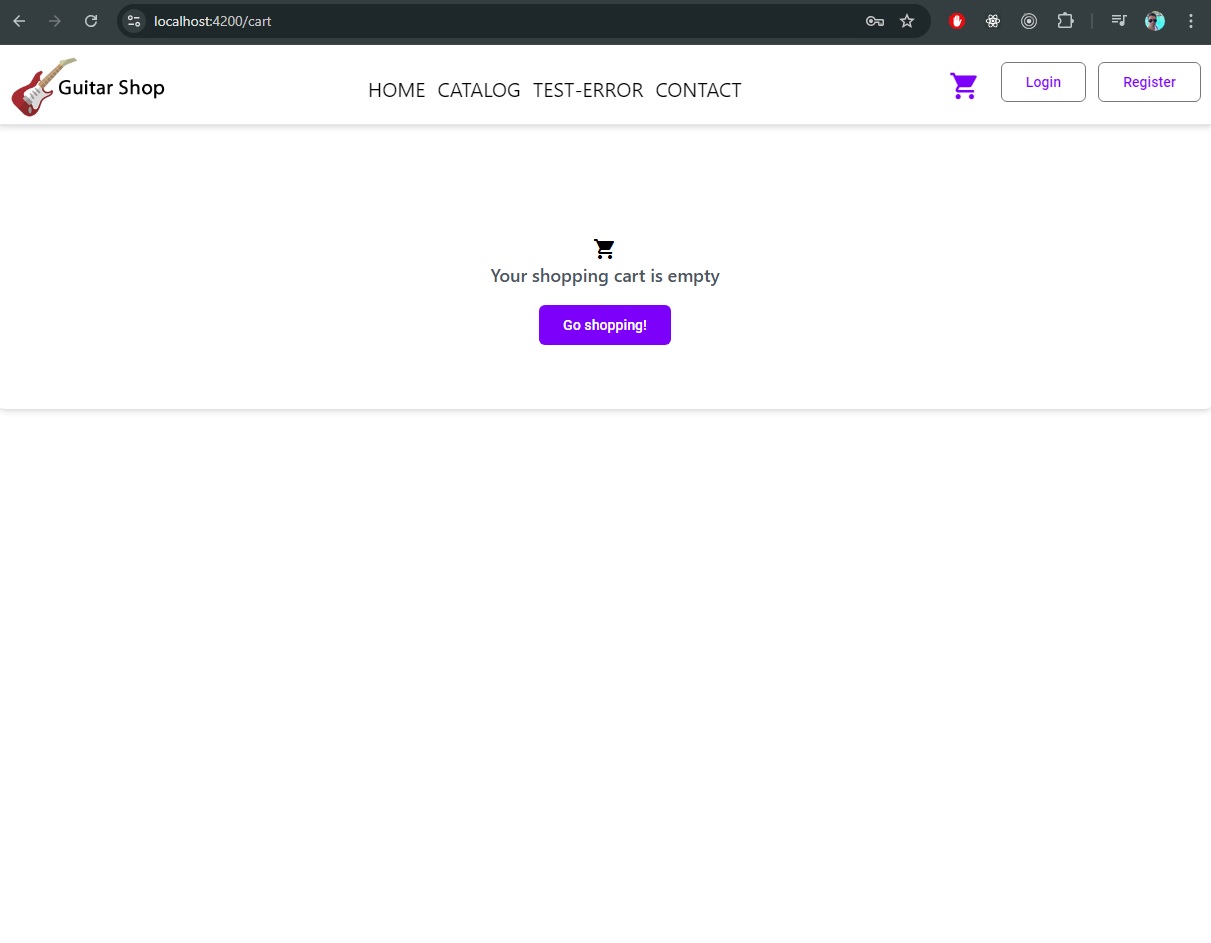 localhost:4200/cart
Guitar Shop
HOME CATALOG TEST-ERROR CONTACT
Login
Register
Your shopping cart is empty
Go shopping!